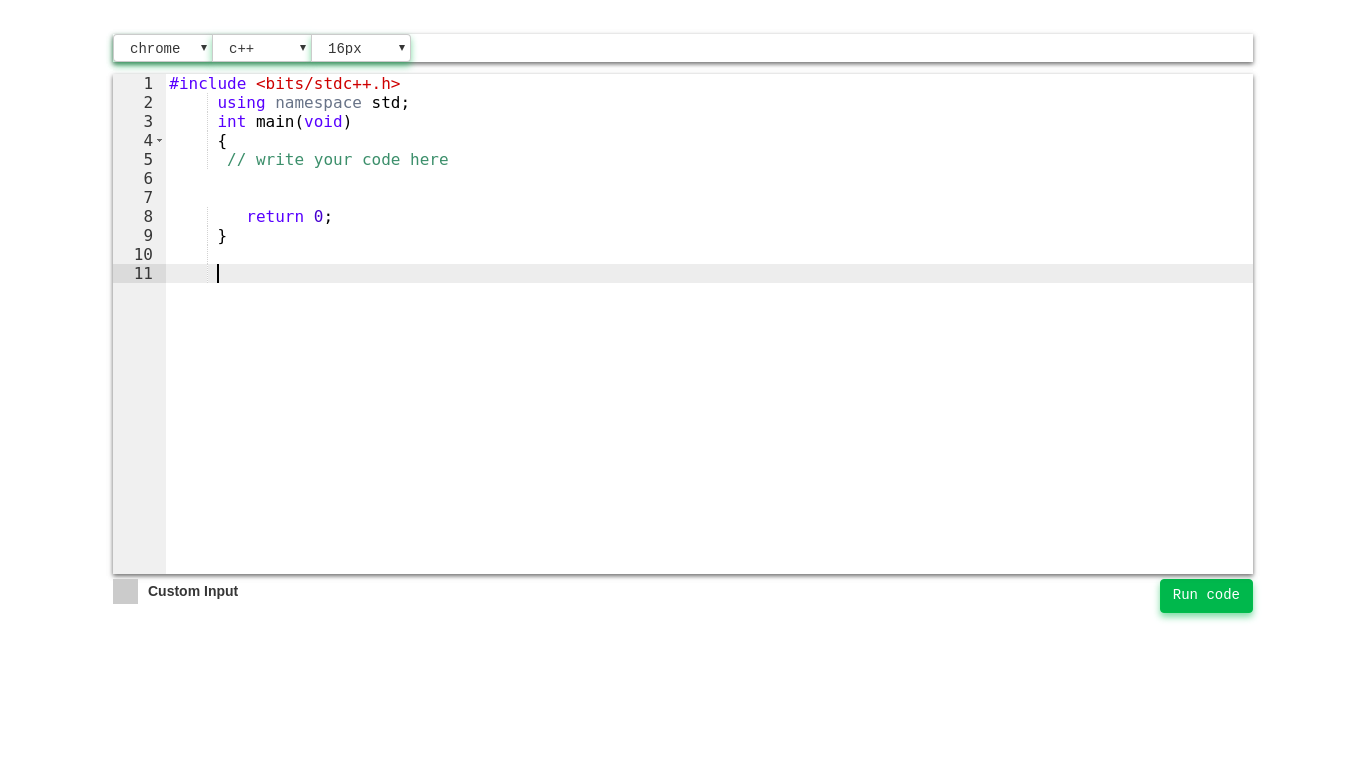 chrome ▼ c++ ▼ 16px ▼
1 #include <bits/stdc++.h>
2 using namespace std;
3 int main(void)
4 {
5 // write your code here
6
7
8 return 0;
9 }
10
11
Custom Input
Run code